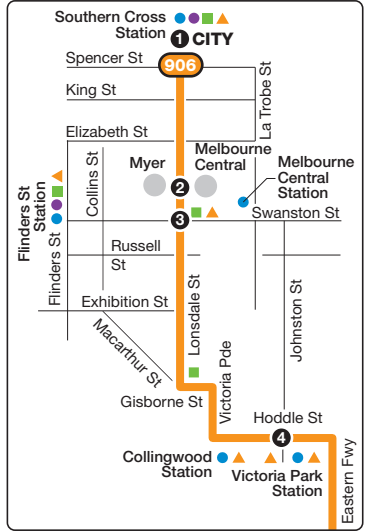 Southern Cross
Station
1 CITY
906
Spencer St
King St
La Trobe St
Elizabeth St
Collins St
Myer
Melbourne
Central
Melbourne
Central
Station
2
Flinders St
Station
3
Swanston St
Flinders St
Russell
St
Exhibition St
Lonsdale St
Johnston St
Macarthur St
Victoria Pde
Gisborne St
Hoddle St
4
Collingwood
Station
Victoria Park
Station
Eastern Fwy